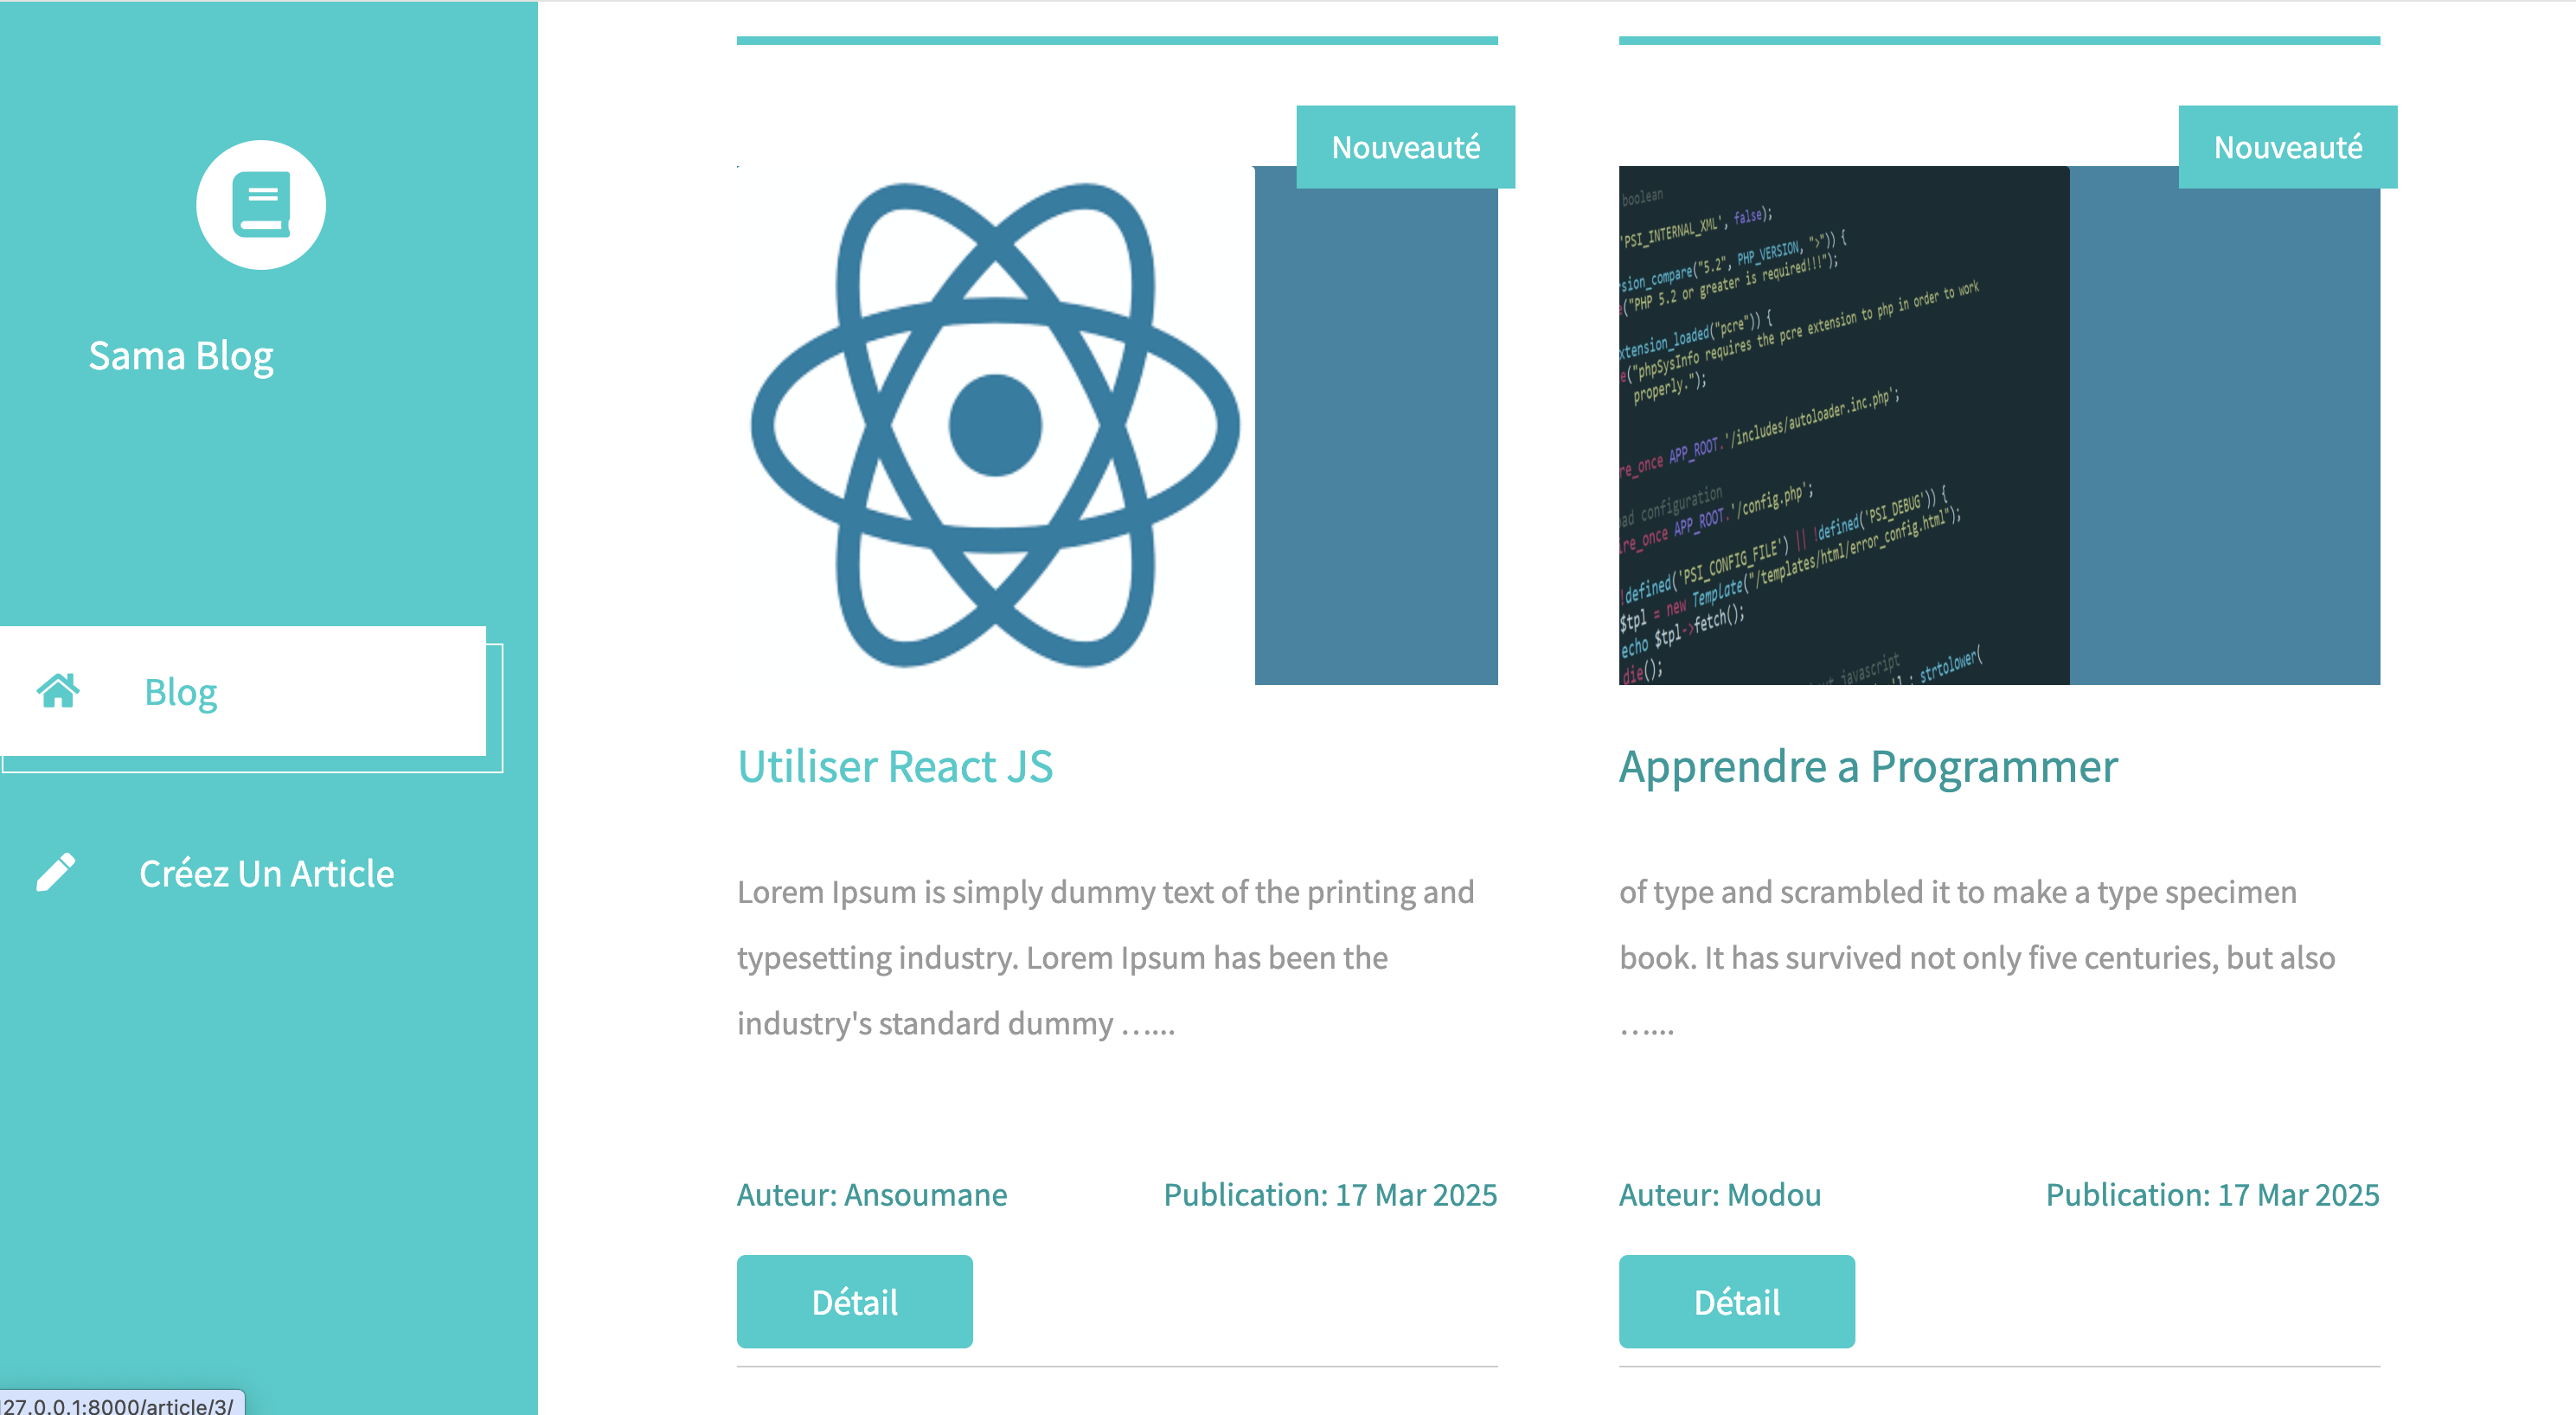 Sama Blog
Blog
Créez Un Article
Nouveauté
Utiliser React JS
Lorem Ipsum is simply dummy text of the printing and
typesetting industry. Lorem Ipsum has been the
industry's standard dummy …...
Auteur: Ansoumane
Publication: 17 Mar 2025
Détail
Nouveauté
boolean
'PSI_INTERNAL_XML', false);
rsion_compare("5.2", PHP_VERSION, ">")) {
("PHP 5.2 or greater is required!!!");
xtension_loaded("pcre")) {
e("phpSysInfo requires the pcre extension to php in order to work
properly.");
re_once APP_ROOT.'/includes/autoloader.inc.php';
ad configuration
ire_once APP_ROOT.'/config.php';
!defined('PSI_CONFIG_FILE') || !defined('PSI_DEBUG')) {
$tpl = new Template("/templates/html/error_config.html");
echo $tpl->fetch();
die();
javascript
strtolower(
Apprendre a Programmer
of type and scrambled it to make a type specimen
book. It has survived not only five centuries, but also
…...
Auteur: Modou
Publication: 17 Mar 2025
Détail
127.0.0.1:8000/article/3/